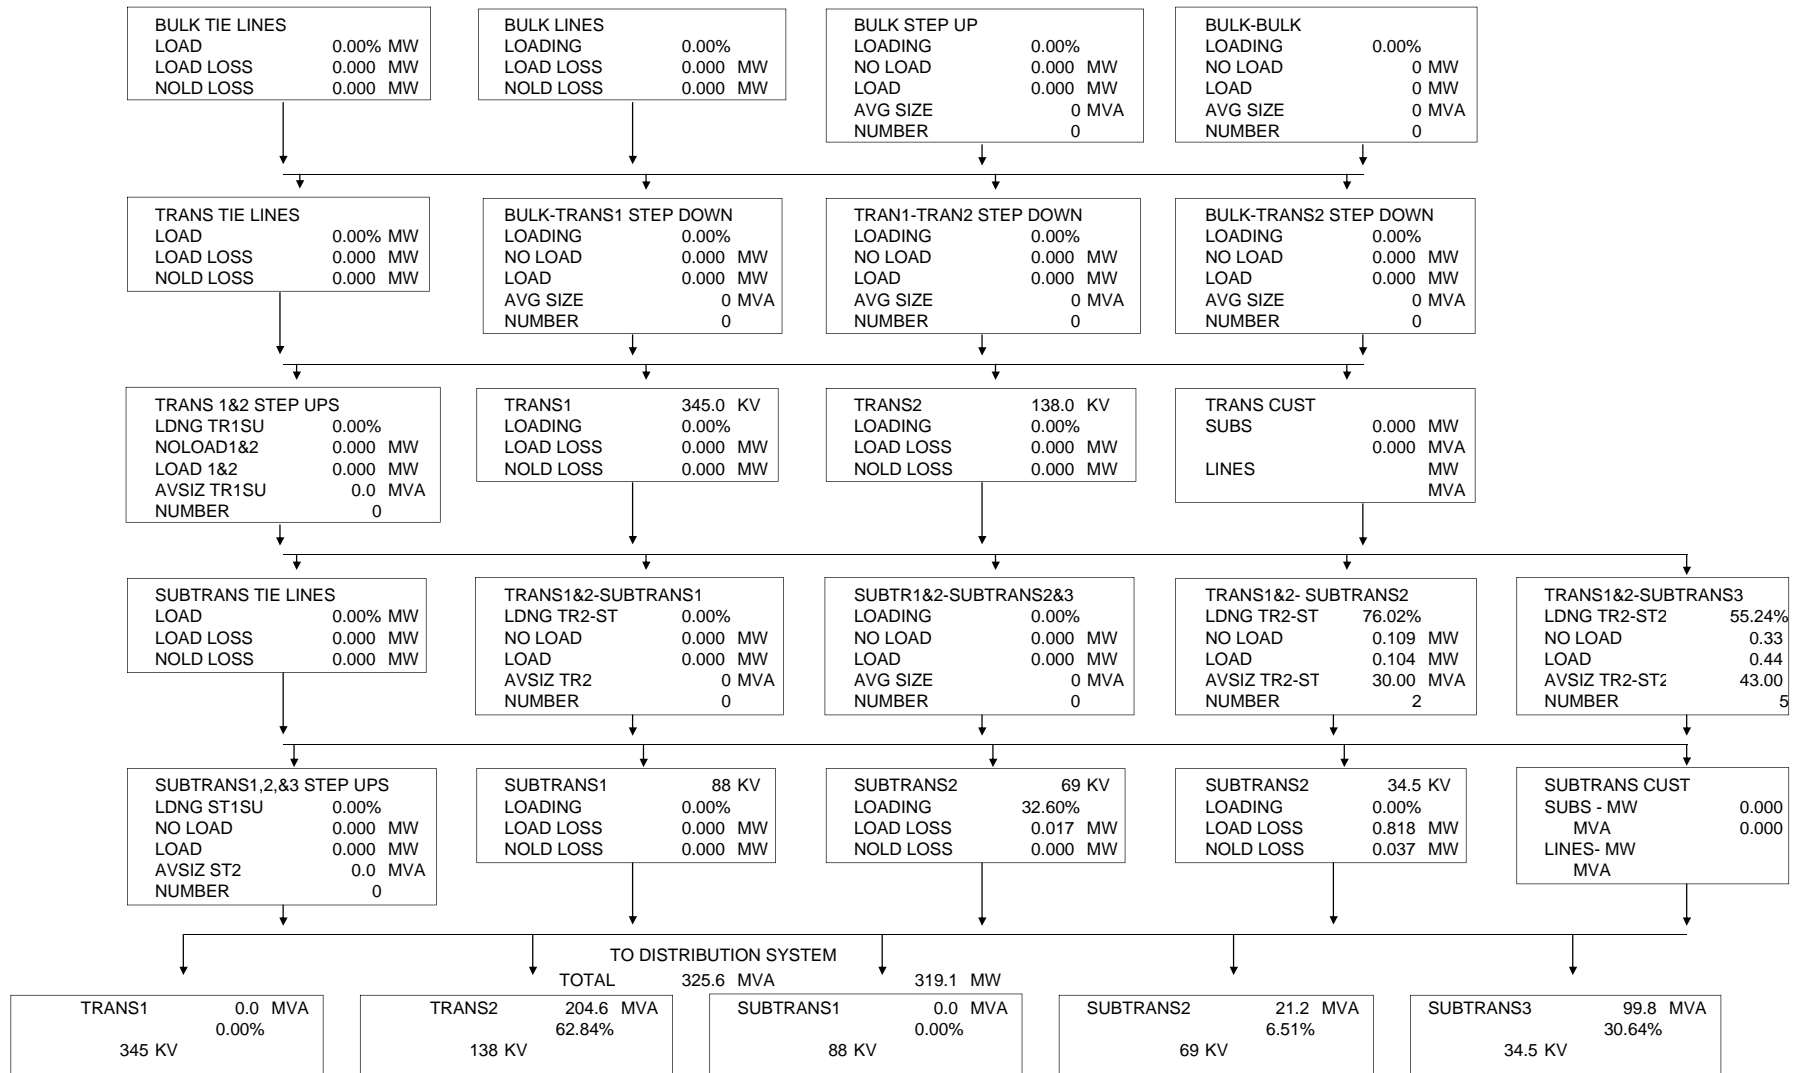 BULK TIE LINES
LOAD 0.00% MW
LOAD LOSS 0.000 MW
NOLD LOSS 0.000 MW
BULK LINES
LOADING 0.00%
LOAD LOSS 0.000 MW
NOLD LOSS 0.000 MW
BULK STEP UP
LOADING 0.00%
NO LOAD 0.000 MW
LOAD 0.000 MW
AVG SIZE 0 MVA
NUMBER 0
BULK-BULK
LOADING 0.00%
NO LOAD 0 MW
LOAD 0 MW
AVG SIZE 0 MVA
NUMBER 0
TRANS TIE LINES
LOAD 0.00% MW
LOAD LOSS 0.000 MW
NOLD LOSS 0.000 MW
BULK-TRANS1 STEP DOWN
LOADING 0.00%
NO LOAD 0.000 MW
LOAD 0.000 MW
AVG SIZE 0 MVA
NUMBER 0
TRAN1-TRAN2 STEP DOWN
LOADING 0.00%
NO LOAD 0.000 MW
LOAD 0.000 MW
AVG SIZE 0 MVA
NUMBER 0
BULK-TRANS2 STEP DOWN
LOADING 0.00%
NO LOAD 0.000 MW
LOAD 0.000 MW
AVG SIZE 0 MVA
NUMBER 0
TRANS 1&2 STEP UPS
LDNG TR1SU 0.00%
NOLOAD1&2 0.000 MW
LOAD 1&2 0.000 MW
AVSIZ TR1SU 0.0 MVA
NUMBER 0
TRANS1 345.0 KV
LOADING 0.00%
LOAD LOSS 0.000 MW
NOLD LOSS 0.000 MW
TRANS2 138.0 KV
LOADING 0.00%
LOAD LOSS 0.000 MW
NOLD LOSS 0.000 MW
TRANS CUST
SUBS 0.000 MW
0.000 MVA
LINES MW
MVA
SUBTRANS TIE LINES
LOAD 0.00% MW
LOAD LOSS 0.000 MW
NOLD LOSS 0.000 MW
TRANS1&2-SUBTRANS1
LDNG TR2-ST 0.00%
NO LOAD 0.000 MW
LOAD 0.000 MW
AVSIZ TR2 0 MVA
NUMBER 0
SUBTR1&2-SUBTRANS2&3
LOADING 0.00%
NO LOAD 0.000 MW
LOAD 0.000 MW
AVG SIZE 0 MVA
NUMBER 0
TRANS1&2- SUBTRANS2
LDNG TR2-ST 76.02%
NO LOAD 0.109 MW
LOAD 0.104 MW
AVSIZ TR2-ST 30.00 MVA
NUMBER 2
TRANS1&2-SUBTRANS3
LDNG TR2-ST2 55.24%
NO LOAD 0.33
LOAD 0.44
AVSIZ TR2-ST2 43.00
NUMBER 5
SUBTRANS1,2,&3 STEP UPS
LDNG ST1SU 0.00%
NO LOAD 0.000 MW
LOAD 0.000 MW
AVSIZ ST2 0.0 MVA
NUMBER 0
SUBTRANS1 88 KV
LOADING 0.00%
LOAD LOSS 0.000 MW
NOLD LOSS 0.000 MW
SUBTRANS2 69 KV
LOADING 32.60%
LOAD LOSS 0.017 MW
NOLD LOSS 0.000 MW
SUBTRANS2 34.5 KV
LOADING 0.00%
LOAD LOSS 0.818 MW
NOLD LOSS 0.037 MW
SUBTRANS CUST
SUBS - MW 0.000
MVA 0.000
LINES- MW
MVA
TO DISTRIBUTION SYSTEM
TOTAL 325.6 MVA 319.1 MW
TRANS1 0.0 MVA
0.00%
345 KV
TRANS2 204.6 MVA
62.84%
138 KV
SUBTRANS1 0.0 MVA
0.00%
88 KV
SUBTRANS2 21.2 MVA
6.51%
69 KV
SUBTRANS3 99.8 MVA
30.64%
34.5 KV